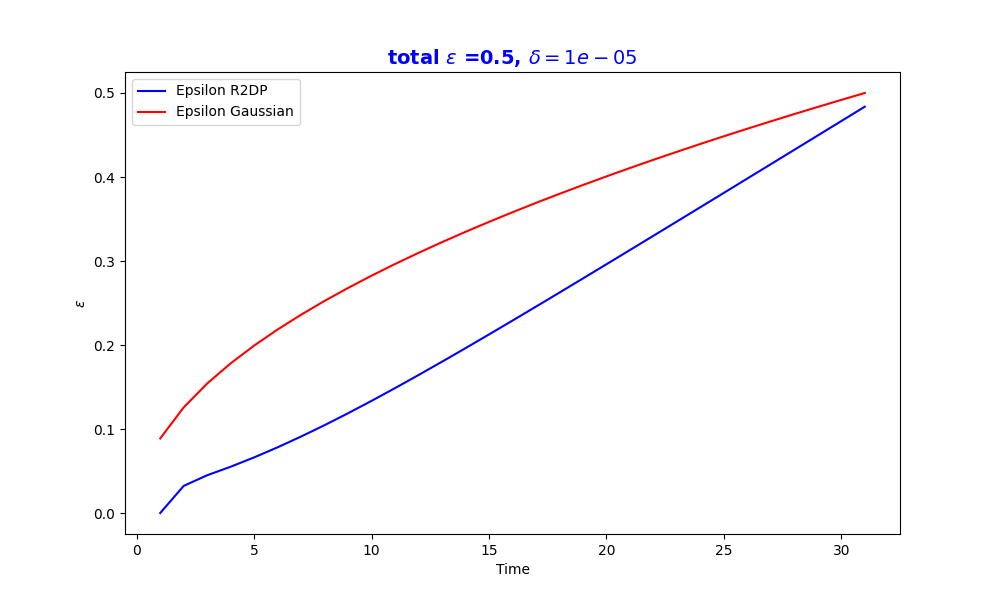 total ε =0.5, δ = 1e − 05
Epsilon R2DP
Epsilon Gaussian
0.5
0.4
0.3
0.2
0.1
0.0
ε
0 5 10 15 20 25 30
Time